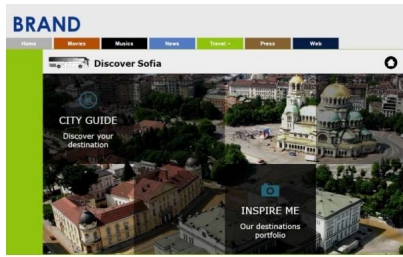 BRAND
Home Movies Musics News Travel Press Web
Discover Sofia
CITY GUIDE
Discover your
destination
INSPIRE ME
Our destinations
portfolio